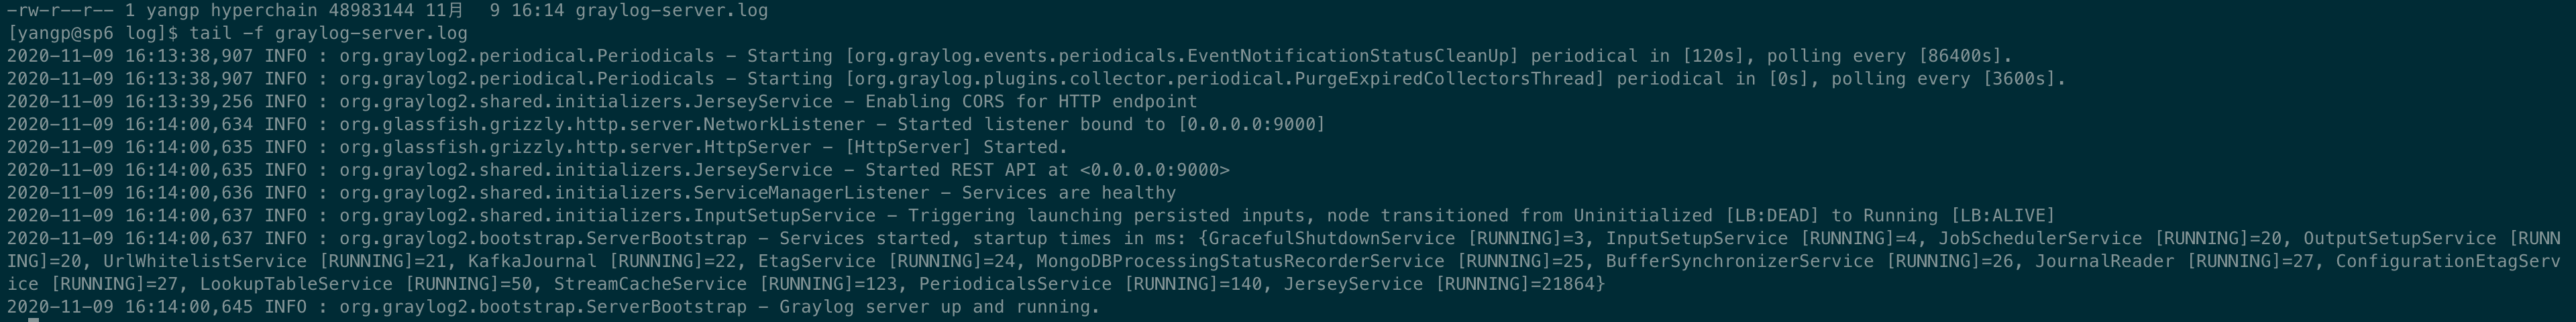 -rw-r--r-- 1 yangp hyperchain 48983144 11月  9 16:14 graylog-server.log
[yangp@sp6 log]$ tail -f graylog-server.log
2020-11-09 16:13:38,907 INFO : org.graylog2.periodical.Periodicals - Starting [org.graylog.events.periodicals.EventNotificationStatusCleanUp] periodical in [120s], polling every [86400s].
2020-11-09 16:13:38,907 INFO : org.graylog2.periodical.Periodicals - Starting [org.graylog.plugins.collector.periodical.PurgeExpiredCollectorsThread] periodical in [0s], polling every [3600s].
2020-11-09 16:13:39,256 INFO : org.graylog2.shared.initializers.JerseyService - Enabling CORS for HTTP endpoint
2020-11-09 16:14:00,634 INFO : org.glassfish.grizzly.http.server.NetworkListener - Started listener bound to [0.0.0.0:9000]
2020-11-09 16:14:00,635 INFO : org.glassfish.grizzly.http.server.HttpServer - [HttpServer] Started.
2020-11-09 16:14:00,635 INFO : org.graylog2.shared.initializers.JerseyService - Started REST API at <0.0.0.0:9000>
2020-11-09 16:14:00,636 INFO : org.graylog2.shared.initializers.ServiceManagerListener - Services are healthy
2020-11-09 16:14:00,637 INFO : org.graylog2.shared.initializers.InputSetupService - Triggering launching persisted inputs, node transitioned from Uninitialized [LB:DEAD] to Running [LB:ALIVE]
2020-11-09 16:14:00,637 INFO : org.graylog2.bootstrap.ServerBootstrap - Services started, startup times in ms: {GracefulShutdownService [RUNNING]=3, InputSetupService [RUNNING]=4, JobSchedulerService [RUNNING]=20, OutputSetupService [RUNN
ING]=20, UrlWhitelistService [RUNNING]=21, KafkaJournal [RUNNING]=22, EtagService [RUNNING]=24, MongoDBProcessingStatusRecorderService [RUNNING]=25, BufferSynchronizerService [RUNNING]=26, JournalReader [RUNNING]=27, ConfigurationEtagServ
ice [RUNNING]=27, LookupTableService [RUNNING]=50, StreamCacheService [RUNNING]=123, PeriodicalsService [RUNNING]=140, JerseyService [RUNNING]=21864}
2020-11-09 16:14:00,645 INFO : org.graylog2.bootstrap.ServerBootstrap - Graylog server up and running.